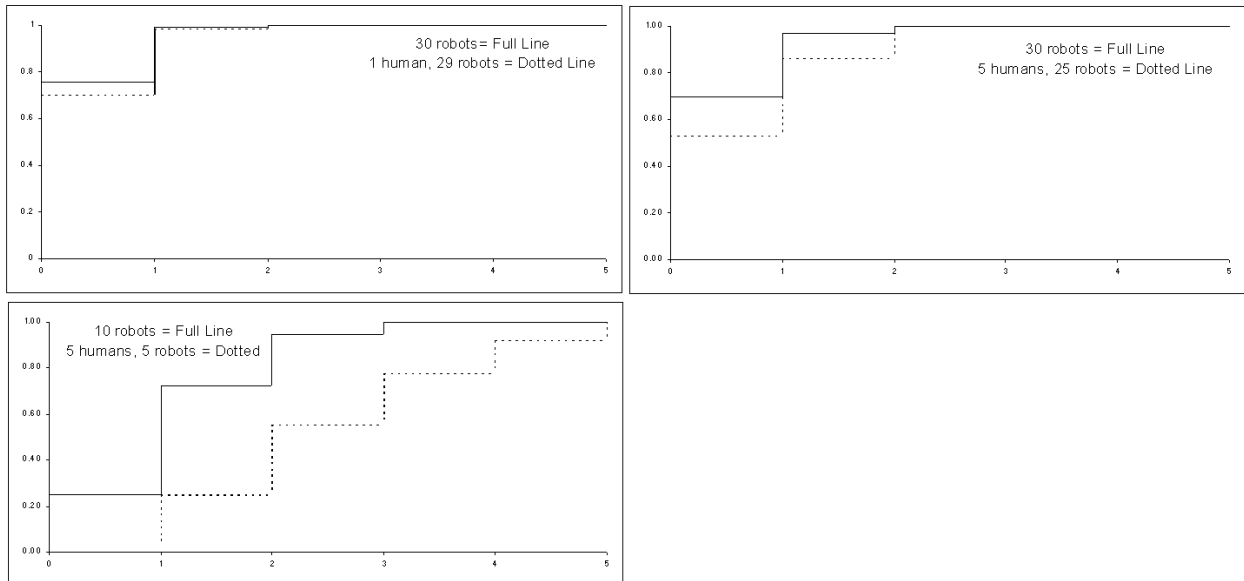 1
30 robots= Full Line
1 human, 29 robots = Dotted Line
0.8
0.6
0.4
0.2
0
0 1 2 3 4 5
1.00
30 robots = Full Line
5 humans, 25 robots = Dotted Line
0.80
0.60
0.40
0.20
0.00
0 1 2 3 4 5
1.00
10 robots = Full Line
5 humans, 5 robots = Dotted
0.80
0.60
0.40
0.20
0.00
0 1 2 3 4 5